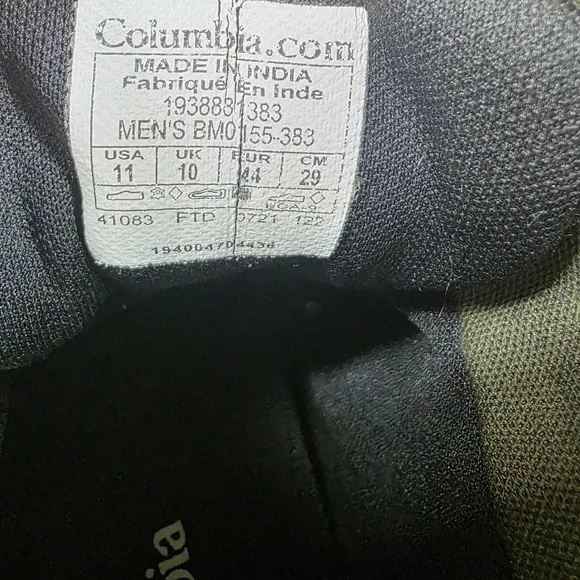 Columbia.com
MADE IN INDIA
Fabriqué En Inde
1938831383
MEN'S BM0155-383
USA UK EUR CM
11 10 44 29
41083 FTD 0721 122
ia